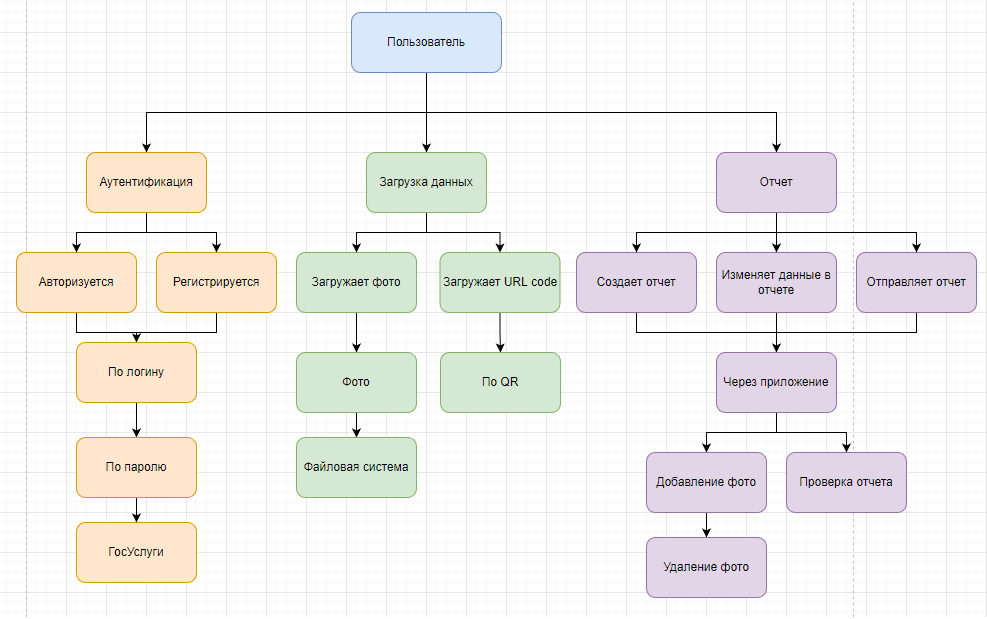 Пользователь
Аутентификация
Загрузка данных
Отчет
Авторизуется
Регистрируется
Загружает фото
Загружает URL code
Создает отчет
Изменяет данные в
отчете
Отправляет отчет
По логину
Фото
По QR
Через приложение
По паролю
Файловая система
Добавление фото
Проверка отчета
ГосУслуги
Удаление фото